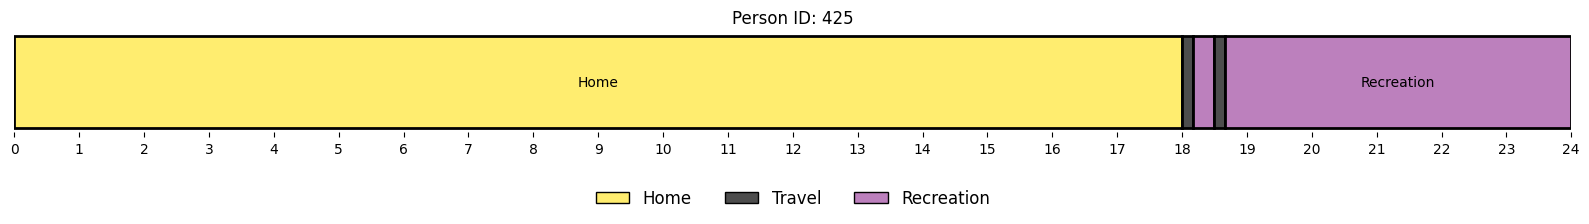 Person ID: 425
Home Recreation
0 1 2 3 4 5 6 7 8 9 10 11 12 13 14 15 16 17 18 19 20 21 22 23 24
Home Travel Recreation